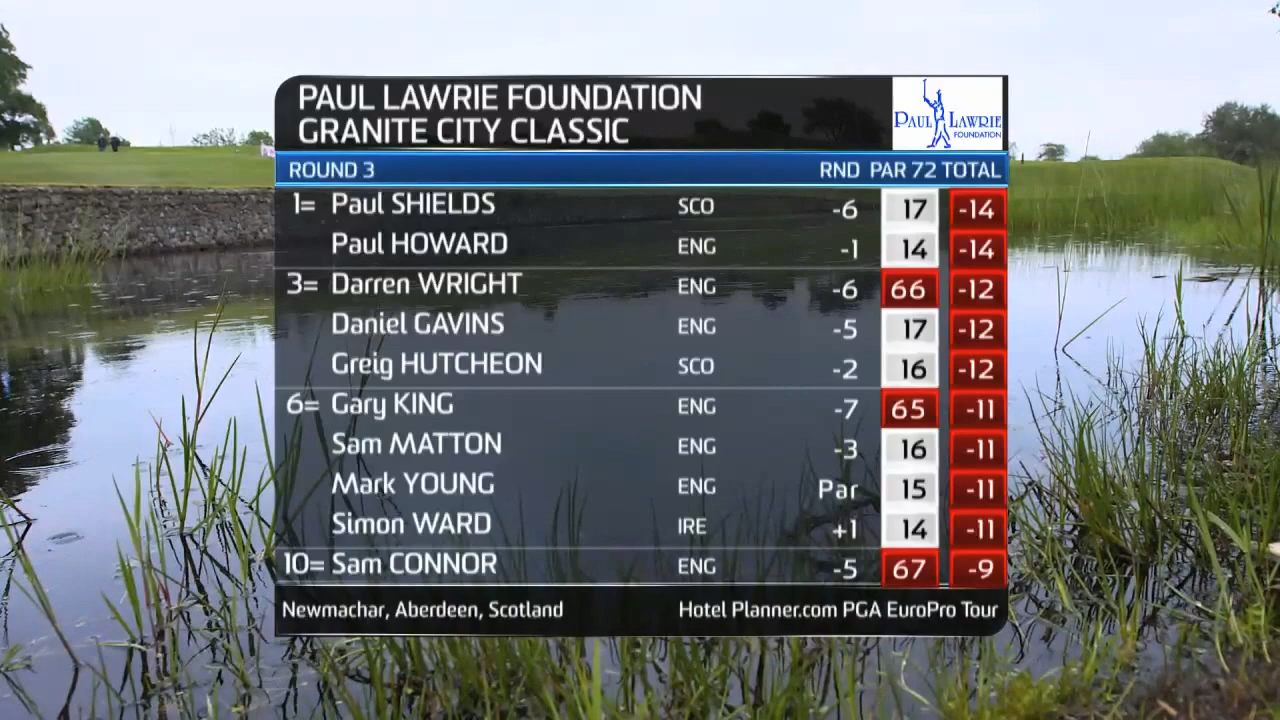 PAUL LAWRIE FOUNDATION
GRANITE CITY CLASSIC
PAUL LAWRIE
FOUNDATION
ROUND 3 RND PAR 72 TOTAL
1= Paul SHIELDS SCO -6 17 -14
Paul HOWARD ENG -1 14 -14
3= Darren WRIGHT ENG -6 66 -12
Daniel GAVINS ENG -5 17 -12
Greig HUTCHEON SCO -2 16 -12
6= Gary KING ENG -7 65 -11
Sam MATTON ENG -3 16 -11
Mark YOUNG ENG Par 15 -11
Simon WARD IRE +1 14 -11
10= Sam CONNOR ENG -5 67 -9
Newmachar, Aberdeen, Scotland Hotel Planner.com PGA EuroPro Tour